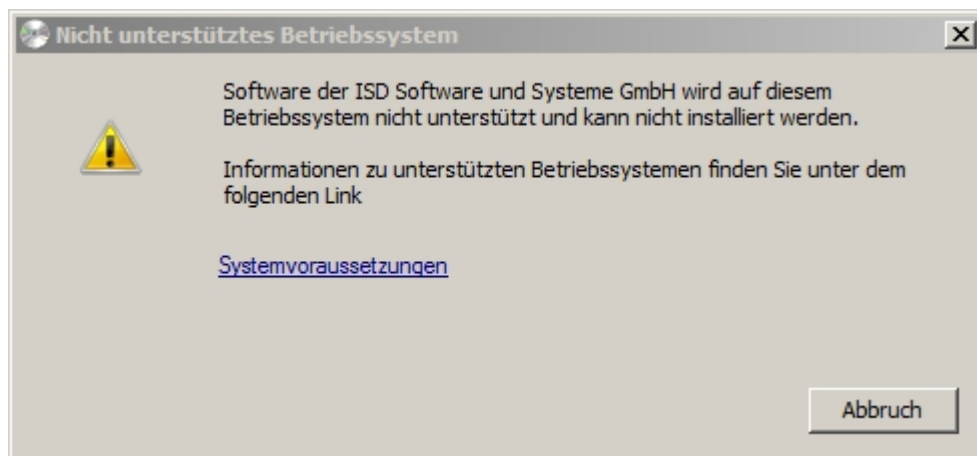 Nicht unterstütztes Betriebssystem
Software der ISD Software und Systeme GmbH wird auf diesem
Betriebssystem nicht unterstützt und kann nicht installiert werden.
Informationen zu unterstützten Betriebssystemen finden Sie unter dem
folgenden Link
Systemvoraussetzungen
Abbruch